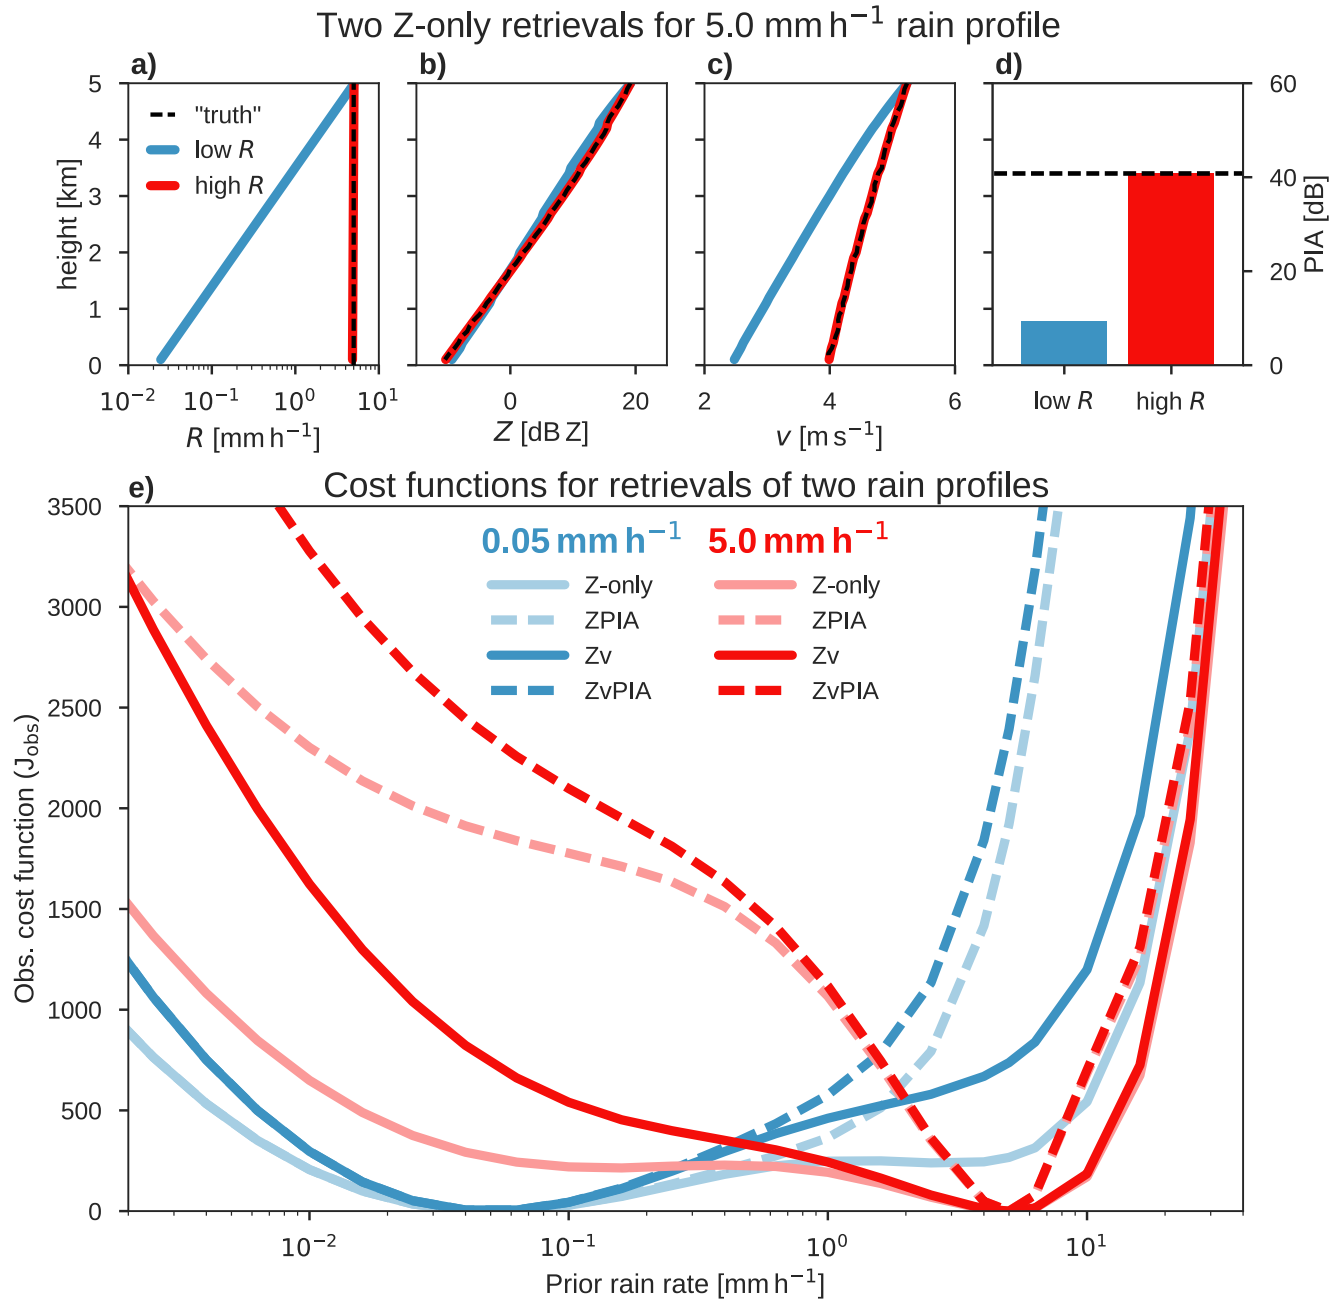 Two Z-only retrievals for 5.0 mm h⁻¹ rain profile
a) b) c) d)
"truth"
low R
high R
height [km]
5
4
3
2
1
0
10⁻² 10⁻¹ 10⁰ 10¹
R [mm h⁻¹]
0 20
Z [dB Z]
2 4 6
v [m s⁻¹]
low R high R
60
40
20
0
PIA [dB]
e) Cost functions for retrievals of two rain profiles
0.05 mm h⁻¹ 5.0 mm h⁻¹
Z-only Z-only
ZPIA ZPIA
Zv Zv
ZvPIA ZvPIA
Obs. cost function (J_obs)
3500
3000
2500
2000
1500
1000
500
0
10⁻² 10⁻¹ 10⁰ 10¹
Prior rain rate [mm h⁻¹]